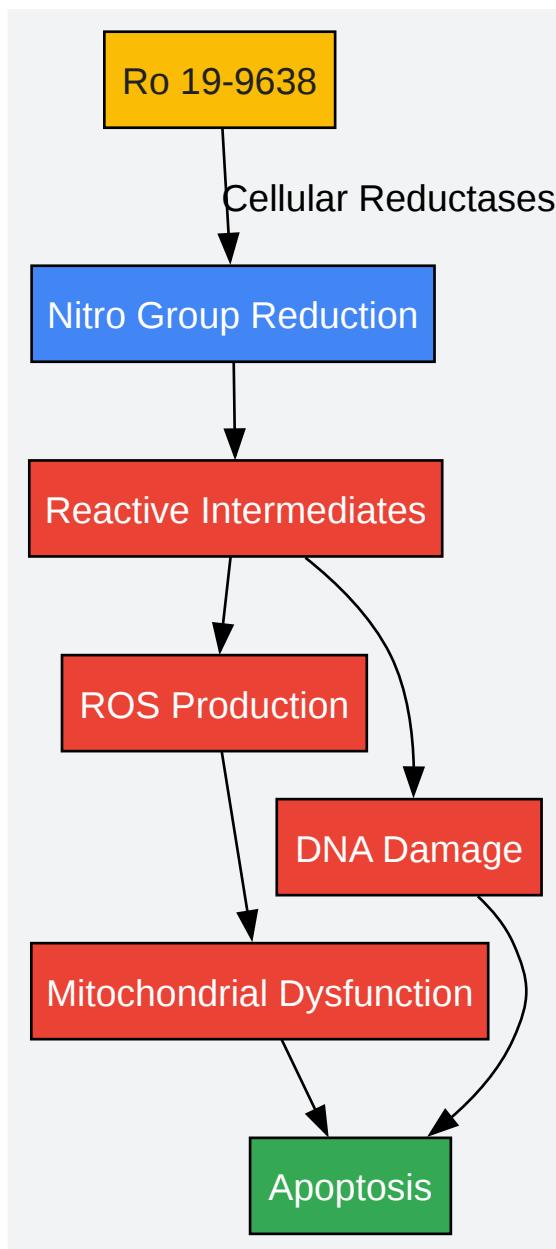 Ro 19-9638
Cellular Reductases
Nitro Group Reduction
Reactive Intermediates
ROS Production
DNA Damage
Mitochondrial Dysfunction
Apoptosis